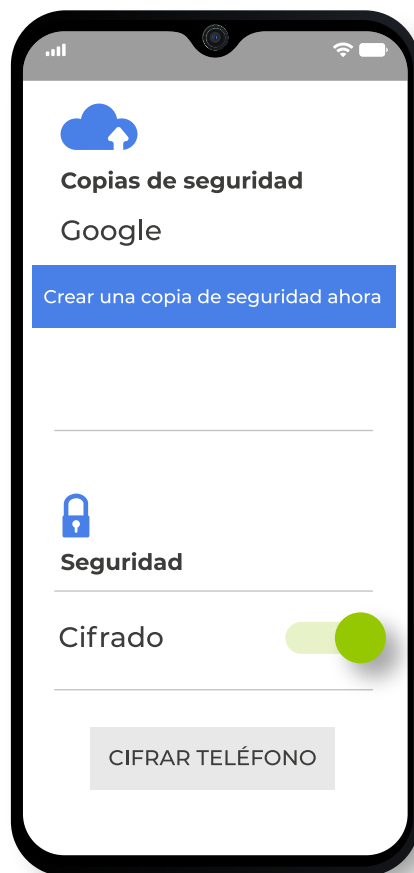 Copias de seguridad
Google
Crear una copia de seguridad ahora
Seguridad
Cifrado
CIFRAR TELÉFONO